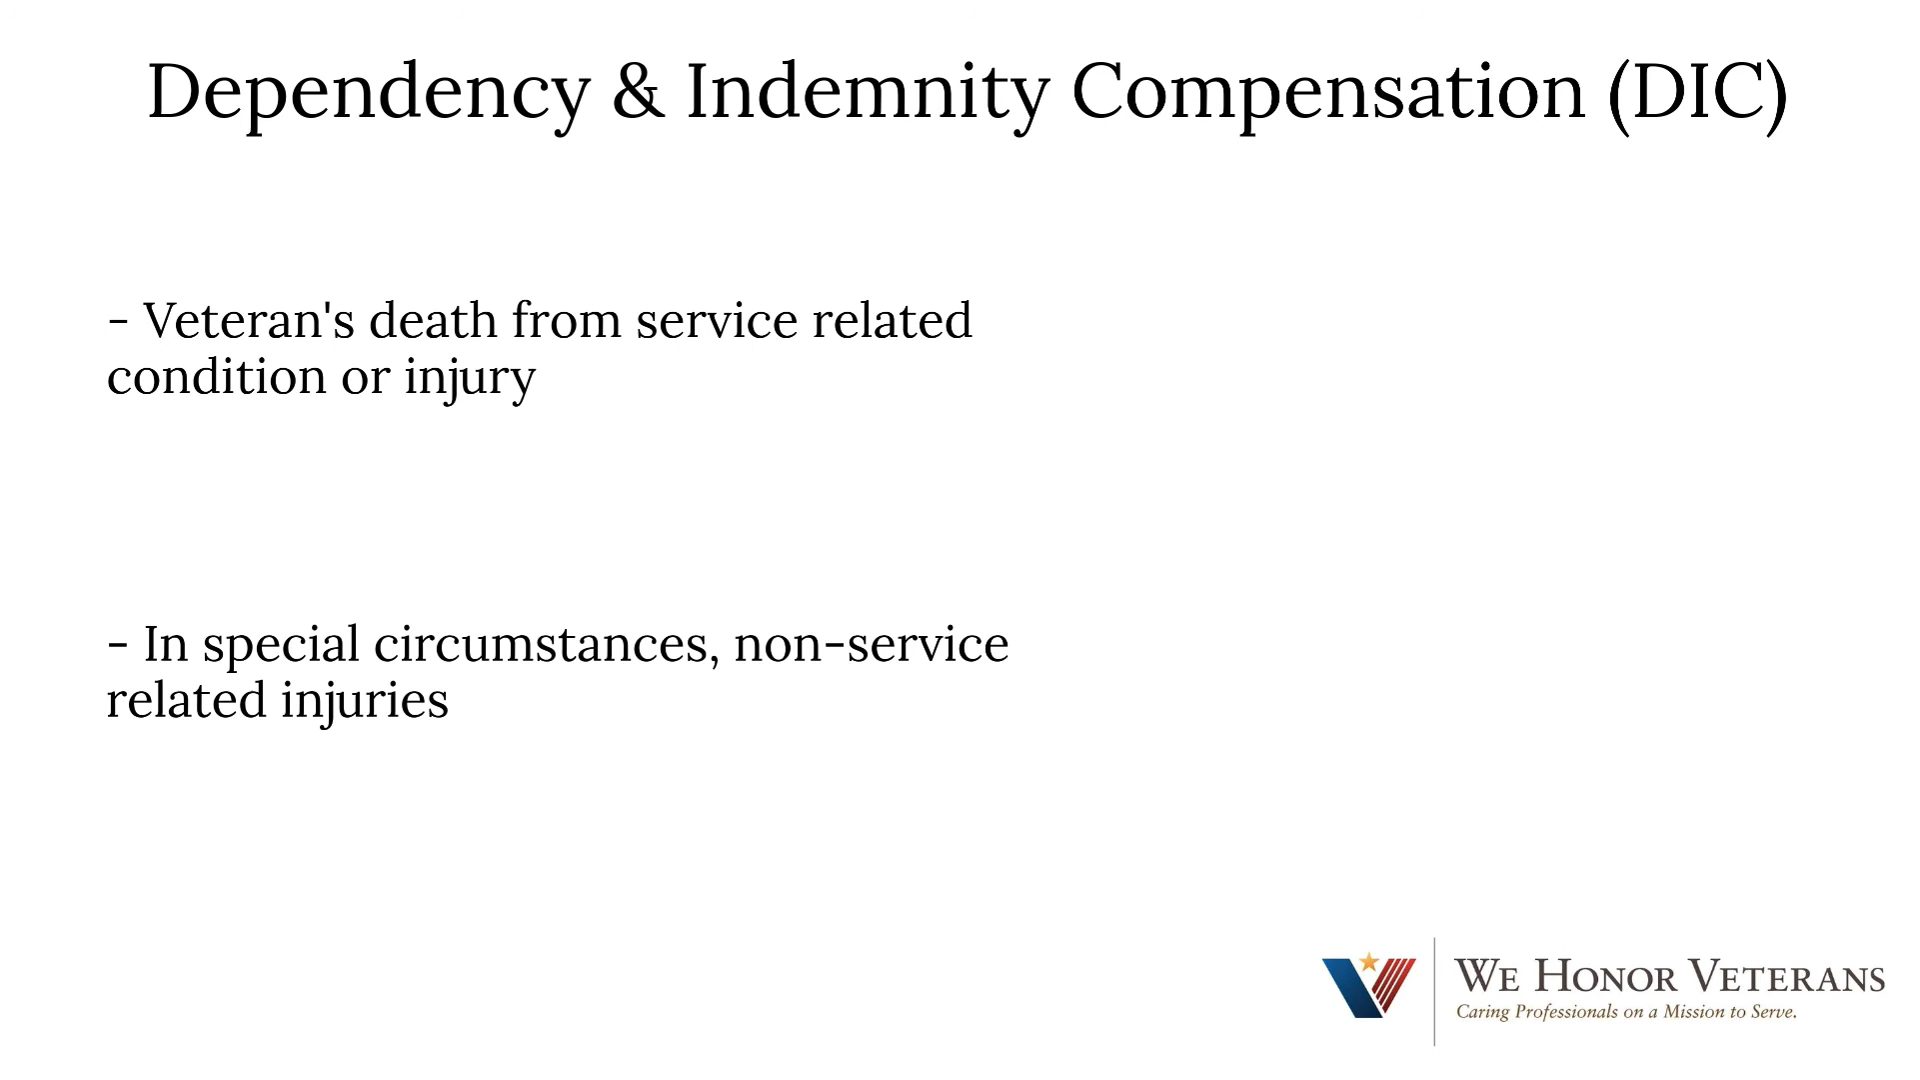 Dependency & Indemnity Compensation (DIC)
- Veteran's death from service related
condition or injury
- In special circumstances, non-service
related injuries
WE HONOR VETERANS
Caring Professionals on a Mission to Serve.